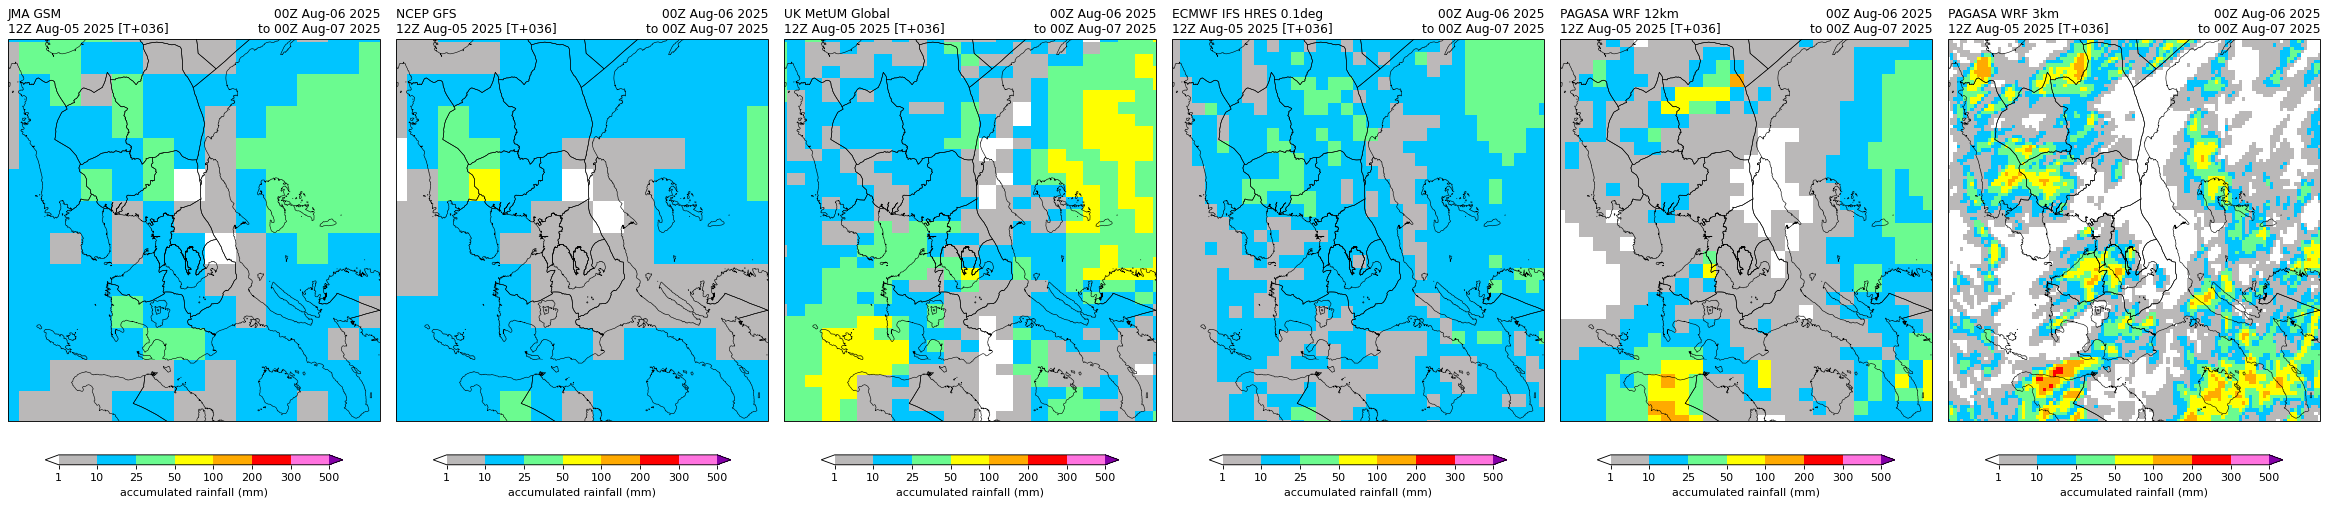 JMA GSM 00Z Aug-06 2025
12Z Aug-05 2025 [T+036] to 00Z Aug-07 2025
1 10 25 50 100 200 300 500
accumulated rainfall (mm)
NCEP GFS 00Z Aug-06 2025
12Z Aug-05 2025 [T+036] to 00Z Aug-07 2025
1 10 25 50 100 200 300 500
accumulated rainfall (mm)
UK MetUM Global 00Z Aug-06 2025
12Z Aug-05 2025 [T+036] to 00Z Aug-07 2025
1 10 25 50 100 200 300 500
accumulated rainfall (mm)
ECMWF IFS HRES 0.1deg 00Z Aug-06 2025
12Z Aug-05 2025 [T+036] to 00Z Aug-07 2025
1 10 25 50 100 200 300 500
accumulated rainfall (mm)
PAGASA WRF 12km 00Z Aug-06 2025
12Z Aug-05 2025 [T+036] to 00Z Aug-07 2025
1 10 25 50 100 200 300 500
accumulated rainfall (mm)
PAGASA WRF 3km 00Z Aug-06 2025
12Z Aug-05 2025 [T+036] to 00Z Aug-07 2025
1 10 25 50 100 200 300 500
accumulated rainfall (mm)